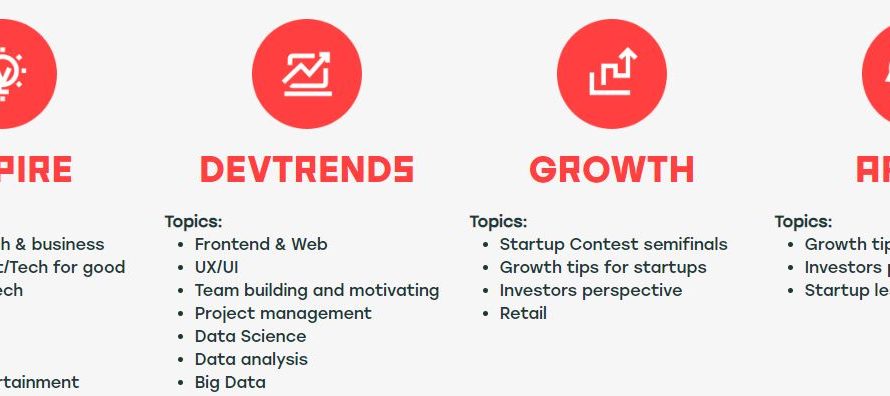 PIRE
h & business
t/Tech for good
ech
rtainment
DEVTRENDS
Topics:
Frontend & Web
UX/UI
Team building and motivating
Project management
Data Science
Data analysis
Big Data
GROWTH
Topics:
Startup Contest semifinals
Growth tips for startups
Investors perspective
Retail
Topics:
Growth tip
Investors p
Startup le